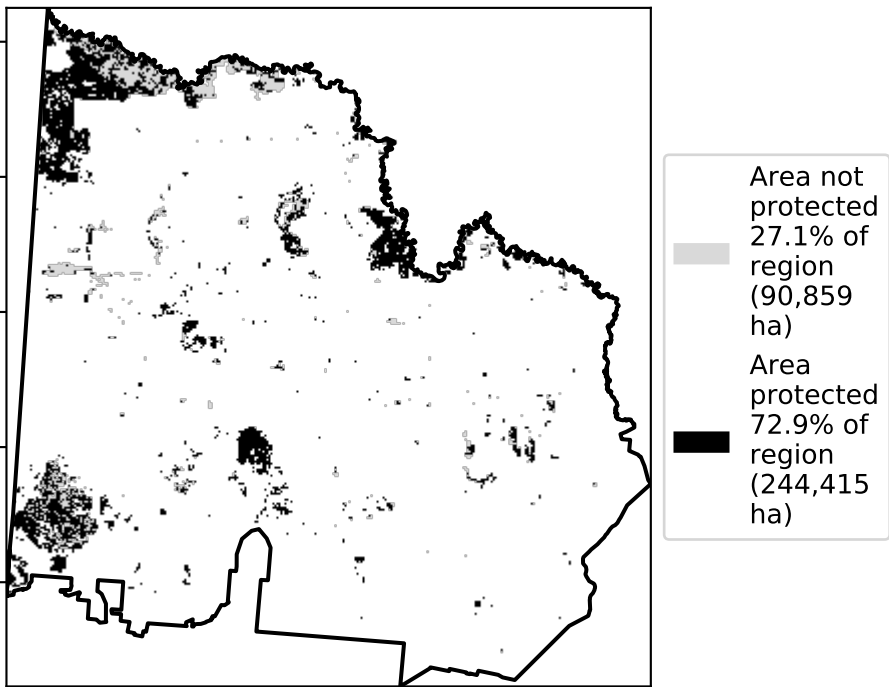 Area not
protected
27.1% of
region
(90,859
ha)
Area
protected
72.9% of
region
(244,415
ha)